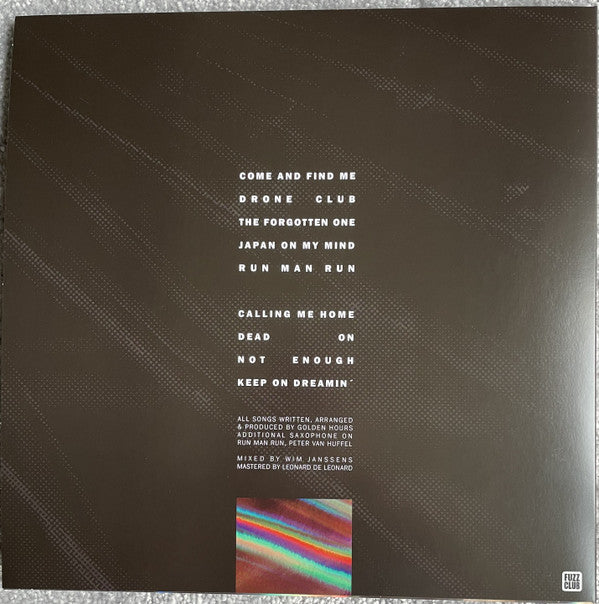 COME AND FIND ME
DRONE CLUB
THE FORGOTTEN ONE
JAPAN ON MY MIND
RUN MAN RUN
CALLING ME HOME
DEAD ON
NOT ENOUGH
KEEP ON DREAMIN´
ALL SONGS WRITTEN, ARRANGED
& PRODUCED BY GOLDEN HOURS
ADDITIONAL SAXOPHONE ON
RUN MAN RUN, PETER VAN HUFFEL
MIXED BY WIM JANSSENS
MASTERED BY LEONARD DE LEONARD
FUZZ
CLUB